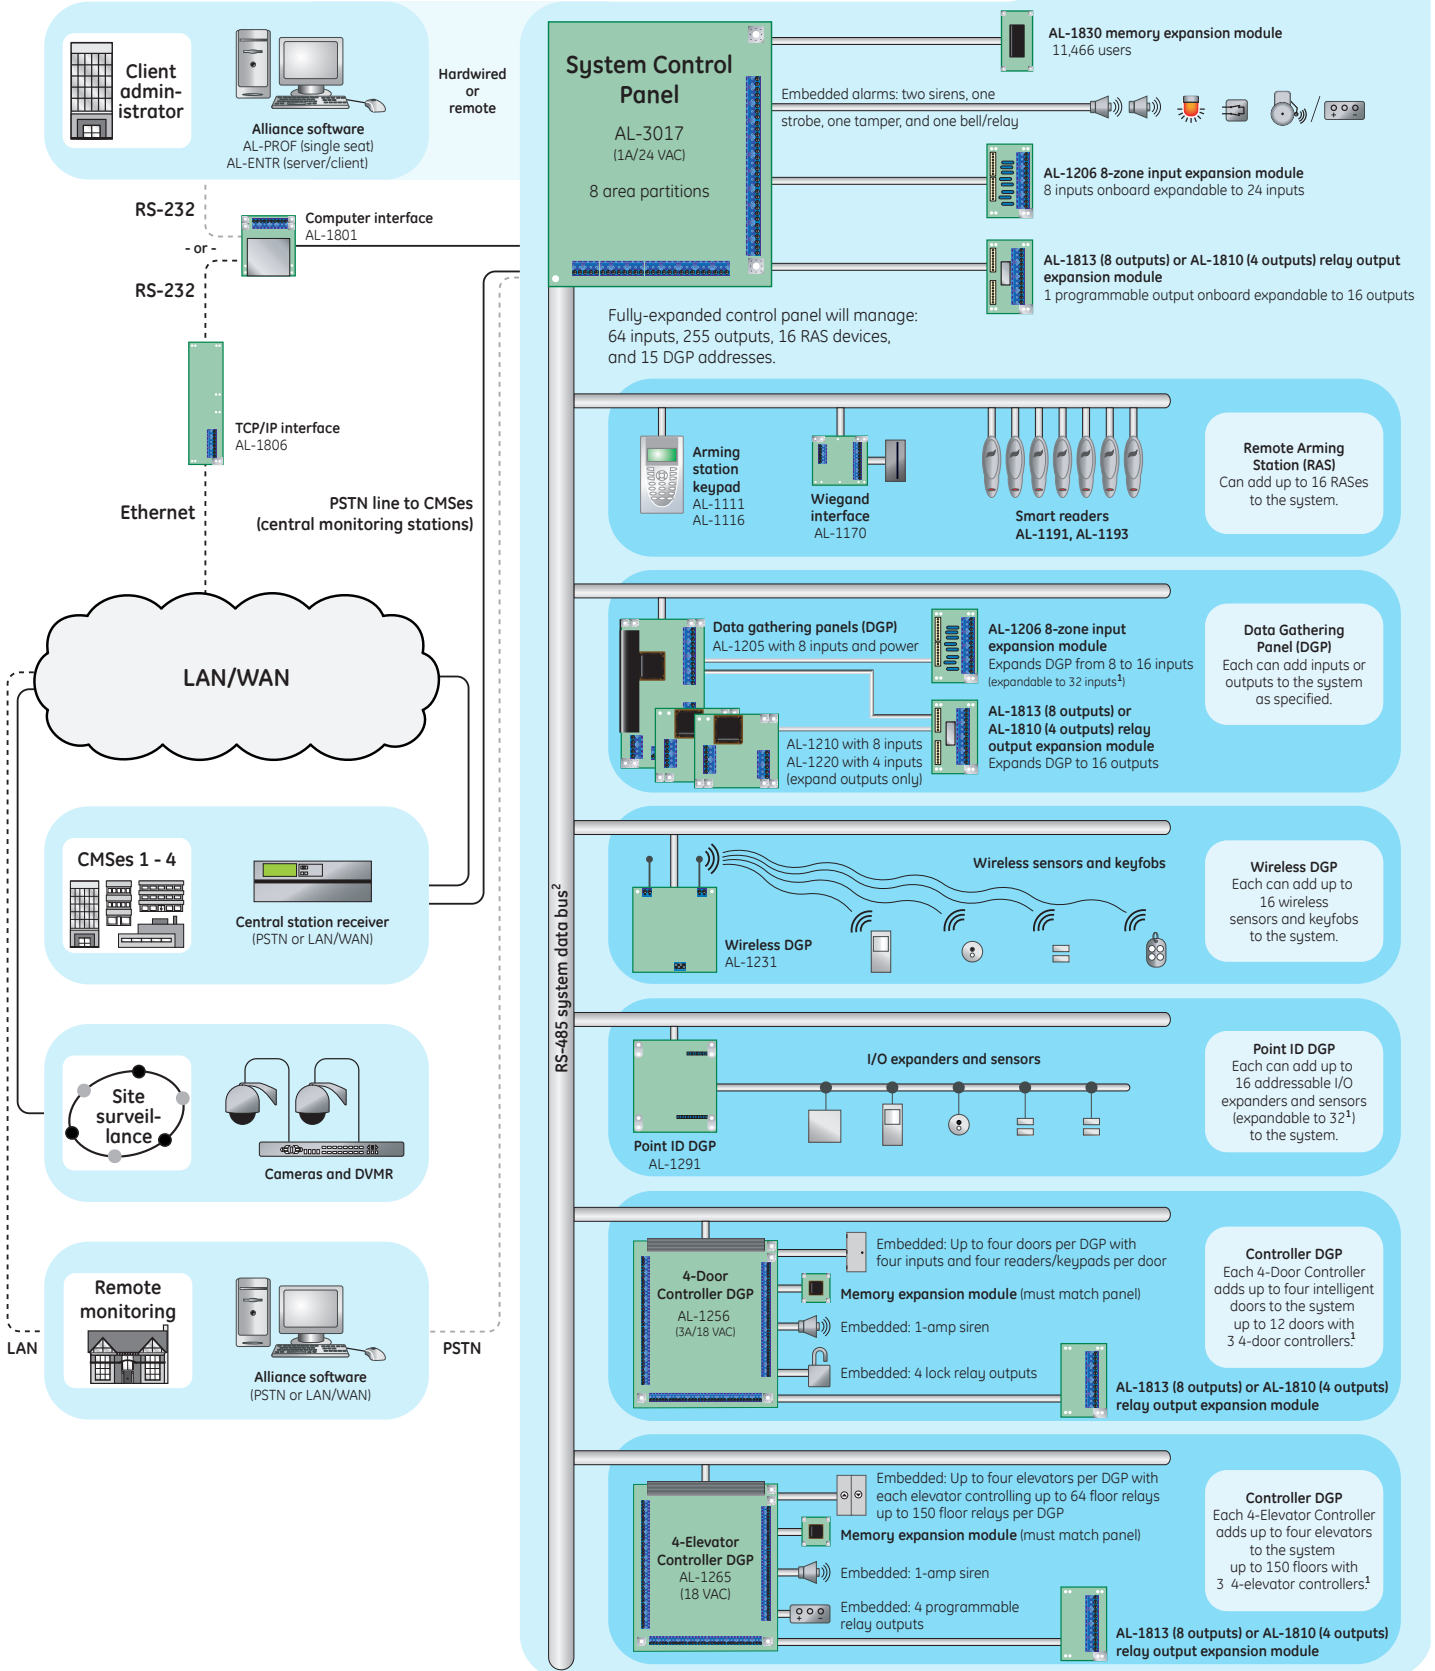 Client
admin-
istrator
Alliance software
AL-PROF (single seat)
AL-ENTR (server/client)
Hardwired
or
remote
RS-232
- or -
Computer interface
AL-1801
RS-232
TCP/IP interface
AL-1806
Ethernet
PSTN line to CMSes
(central monitoring stations)
LAN/WAN
CMSes 1 - 4
Central station receiver
(PSTN or LAN/WAN)
Site
surveil-
lance
Cameras and DVMR
Remote
monitoring
Alliance software
(PSTN or LAN/WAN)
LAN
PSTN
System Control
Panel
AL-3017
(1A/24 VAC)
8 area partitions
AL-1830 memory expansion module
11,466 users
Embedded alarms: two sirens, one
strobe, one tamper, and one bell/relay
AL-1206 8-zone input expansion module
8 inputs onboard expandable to 24 inputs
AL-1813 (8 outputs) or AL-1810 (4 outputs) relay output
expansion module
1 programmable output onboard expandable to 16 outputs
Fully-expanded control panel will manage:
64 inputs, 255 outputs, 16 RAS devices,
and 15 DGP addresses.
RS-485 system data bus2
Arming
station
keypad
AL-1111
AL-1116
Wiegand
interface
AL-1170
Smart readers
AL-1191, AL-1193
Remote Arming
Station (RAS)
Can add up to 16 RASes
to the system.
Data gathering panels (DGP)
AL-1205 with 8 inputs and power
AL-1210 with 8 inputs
AL-1220 with 4 inputs
(expand outputs only)
AL-1206 8-zone input
expansion module
Expands DGP from 8 to 16 inputs
(expandable to 32 inputs1)
AL-1813 (8 outputs) or
AL-1810 (4 outputs) relay
output expansion module
Expands DGP to 16 outputs
Data Gathering
Panel (DGP)
Each can add inputs or
outputs to the system
as specified.
Wireless sensors and keyfobs
Wireless DGP
AL-1231
Wireless DGP
Each can add up to
16 wireless
sensors and keyfobs
to the system.
I/O expanders and sensors
Point ID DGP
AL-1291
Point ID DGP
Each can add up to
16 addressable I/O
expanders and sensors
(expandable to 321)
to the system.
4-Door
Controller DGP
AL-1256
(3A/18 VAC)
Embedded: Up to four doors per DGP with
four inputs and four readers/keypads per door
Memory expansion module (must match panel)
Embedded: 1-amp siren
Embedded: 4 lock relay outputs
AL-1813 (8 outputs) or AL-1810 (4 outputs)
relay output expansion module
Controller DGP
Each 4-Door Controller
adds up to four intelligent
doors to the system
up to 12 doors with
3 4-door controllers.1
4-Elevator
Controller DGP
AL-1265
(18 VAC)
Embedded: Up to four elevators per DGP with
each elevator controlling up to 64 floor relays
up to 150 floor relays per DGP
Memory expansion module (must match panel)
Embedded: 1-amp siren
Embedded: 4 programmable
relay outputs
AL-1813 (8 outputs) or AL-1810 (4 outputs)
relay output expansion module
Controller DGP
Each 4-Elevator Controller
adds up to four elevators
to the system
up to 150 floors with
3 4-elevator controllers.1